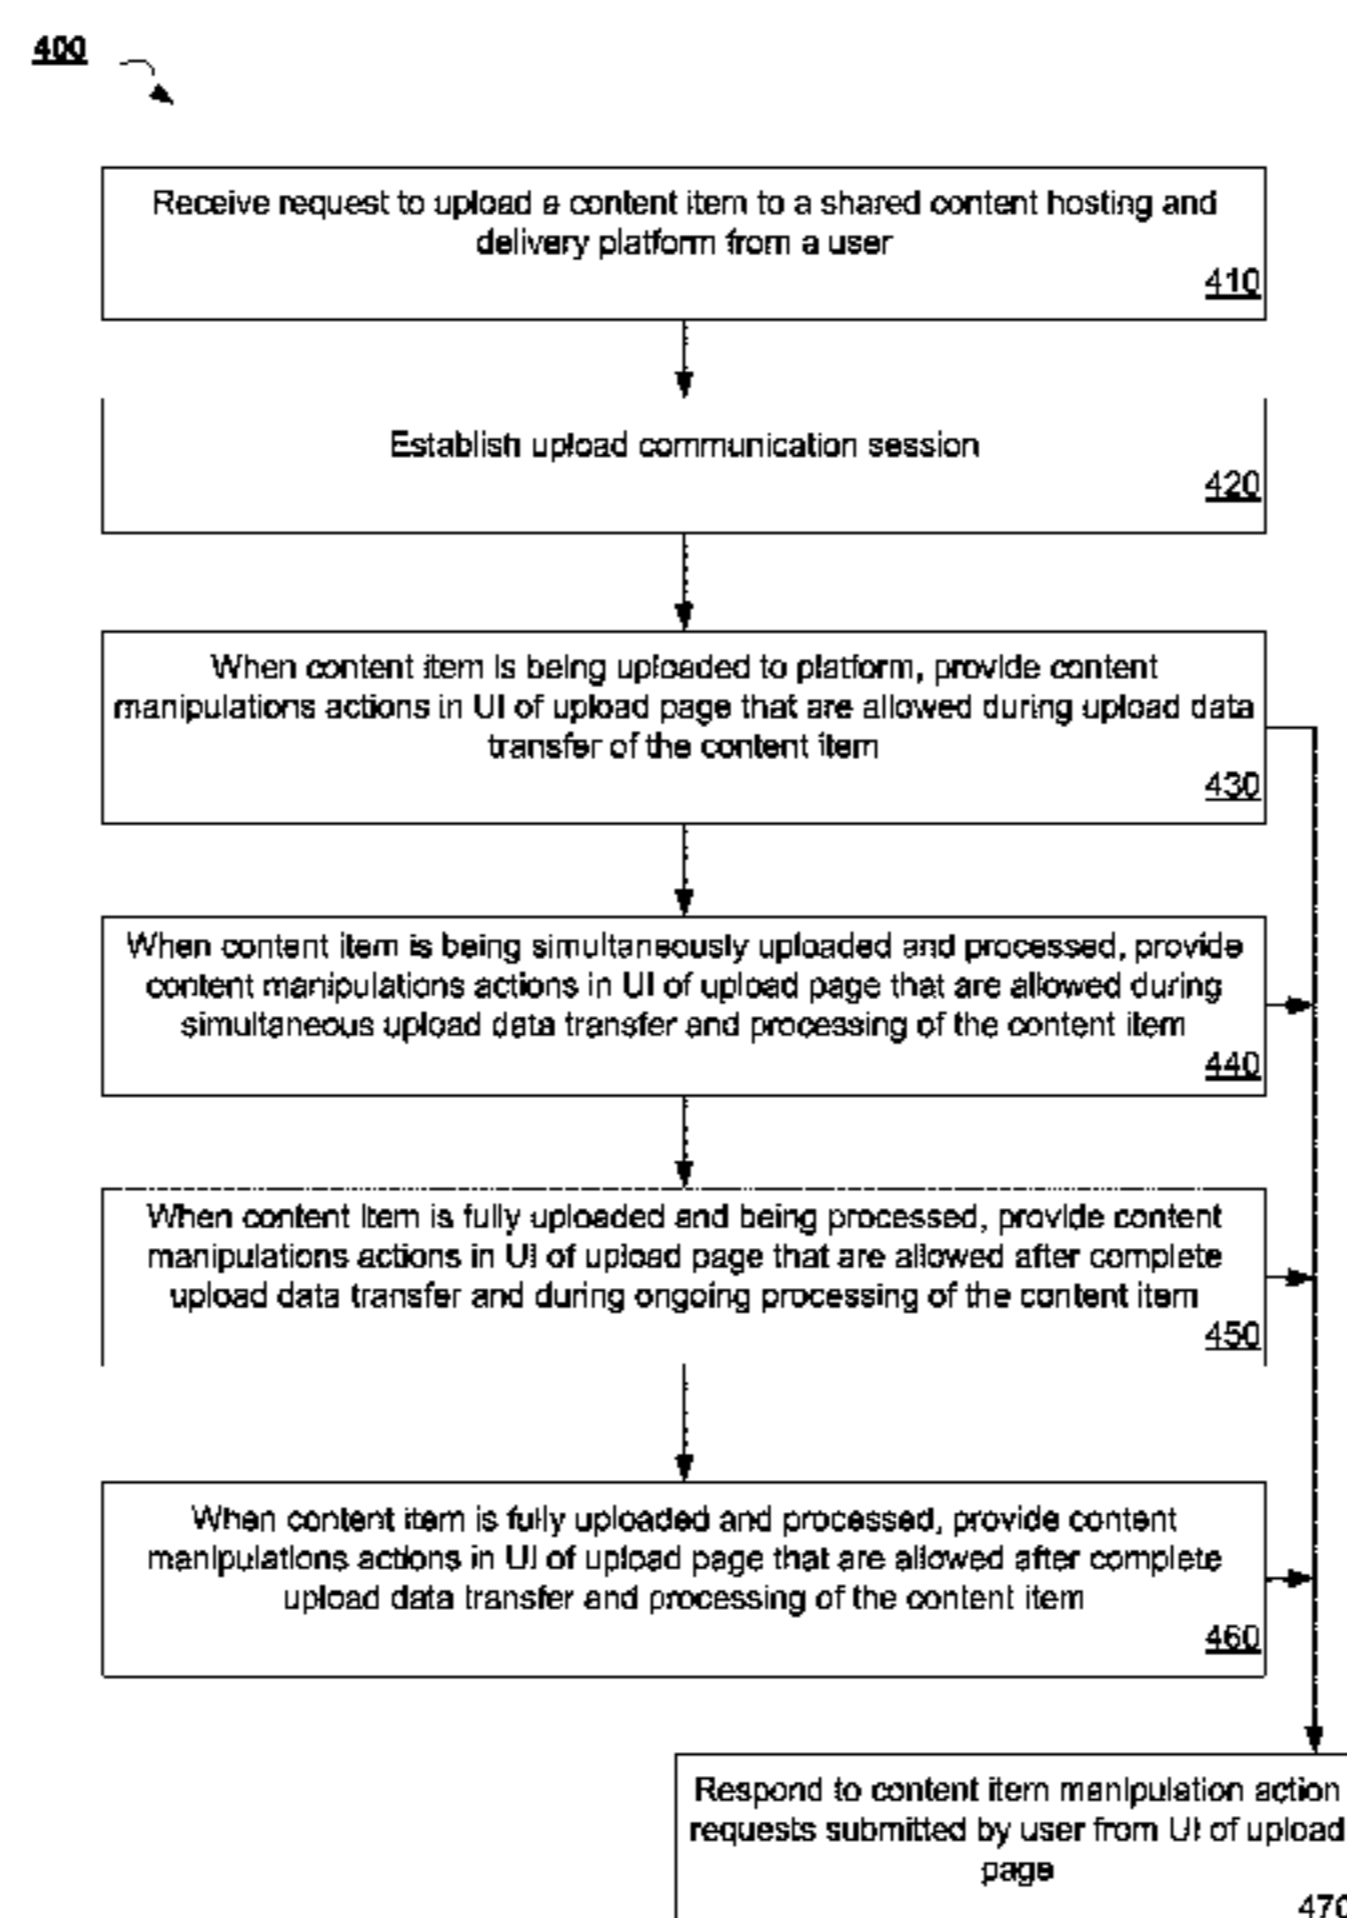 400
Receive request to upload a content item to a shared content hosting and
delivery platform from a user
410
Establish upload communication session
420
When content item is being uploaded to platform, provide content
manipulations actions in UI of upload page that are allowed during upload data
transfer of the content item
430
When content item is being simultaneously uploaded and processed, provide
content manipulations actions in UI of upload page that are allowed during
simultaneous upload data transfer and processing of the content item
440
When content item is fully uploaded and being processed, provide content
manipulations actions in UI of upload page that are allowed after complete
upload data transfer and during ongoing processing of the content item
450
When content item is fully uploaded and processed, provide content
manipulations actions in UI of upload page that are allowed after complete
upload data transfer and processing of the content item
460
Respond to content item manipulation action
requests submitted by user from UI of upload
page
470